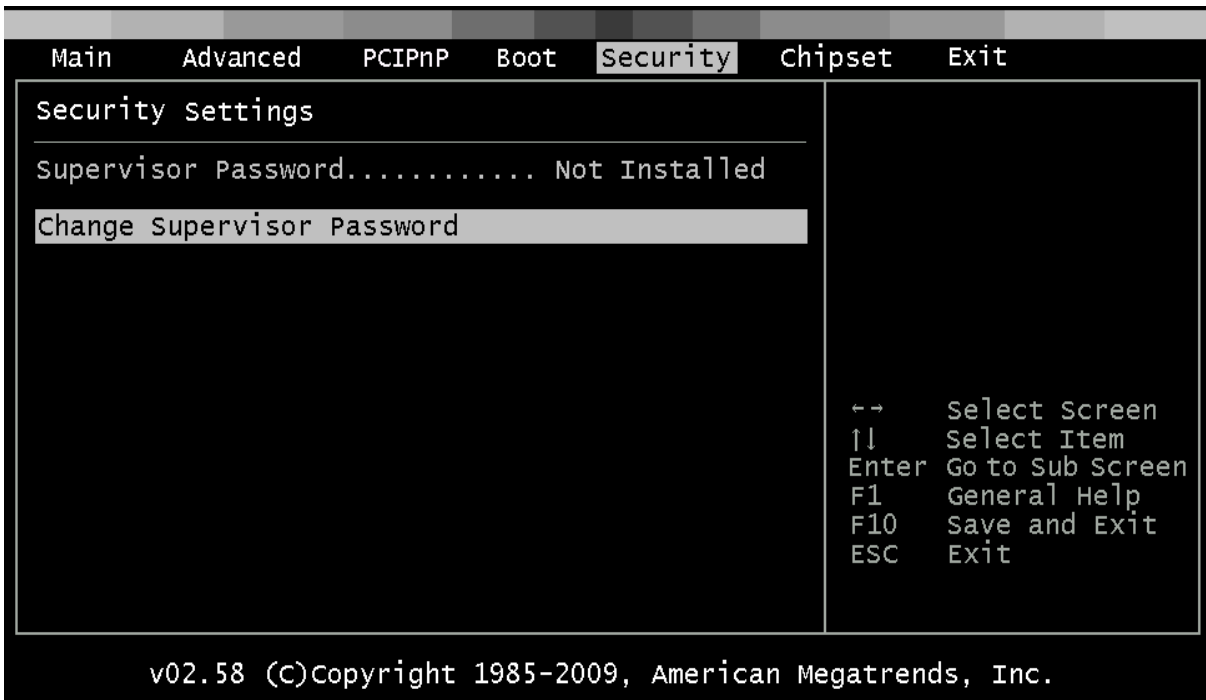 Main Advanced PCIPnP Boot Security Chipset Exit
Security Settings
Supervisor Password............. Not Installed
Change Supervisor Password
←→ Select Screen
↑↓ Select Item
Enter Go to Sub Screen
F1 General Help
F10 Save and Exit
ESC Exit
v02.58 (C)Copyright 1985-2009, American Megatrends, Inc.